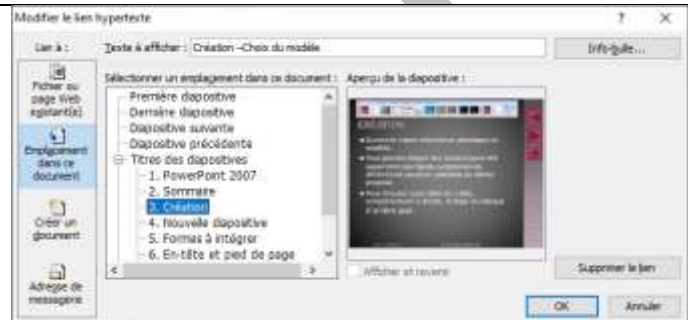 Modifier le lien hypertexte
? ×
Lier à :
Texte à afficher : Création –Choix du modèle
Info-bulle...
Fichier ou page Web existant(e)
Emplacement dans ce document
Créer un document
Adresse de messagerie
Sélectionner un emplacement dans ce document :
Première diapositive
Dernière diapositive
Diapositive suivante
Diapositive précédente
Titres des diapositives
1. PowerPoint 2007
2. Sommaire
3. Création
4. Nouvelle diapositive
5. Formes à intégrer
6. En-tête et pied de page
Aperçu de la diapositive :
CRÉATION
Afficher et revenir
Supprimer le lien
OK
Annuler